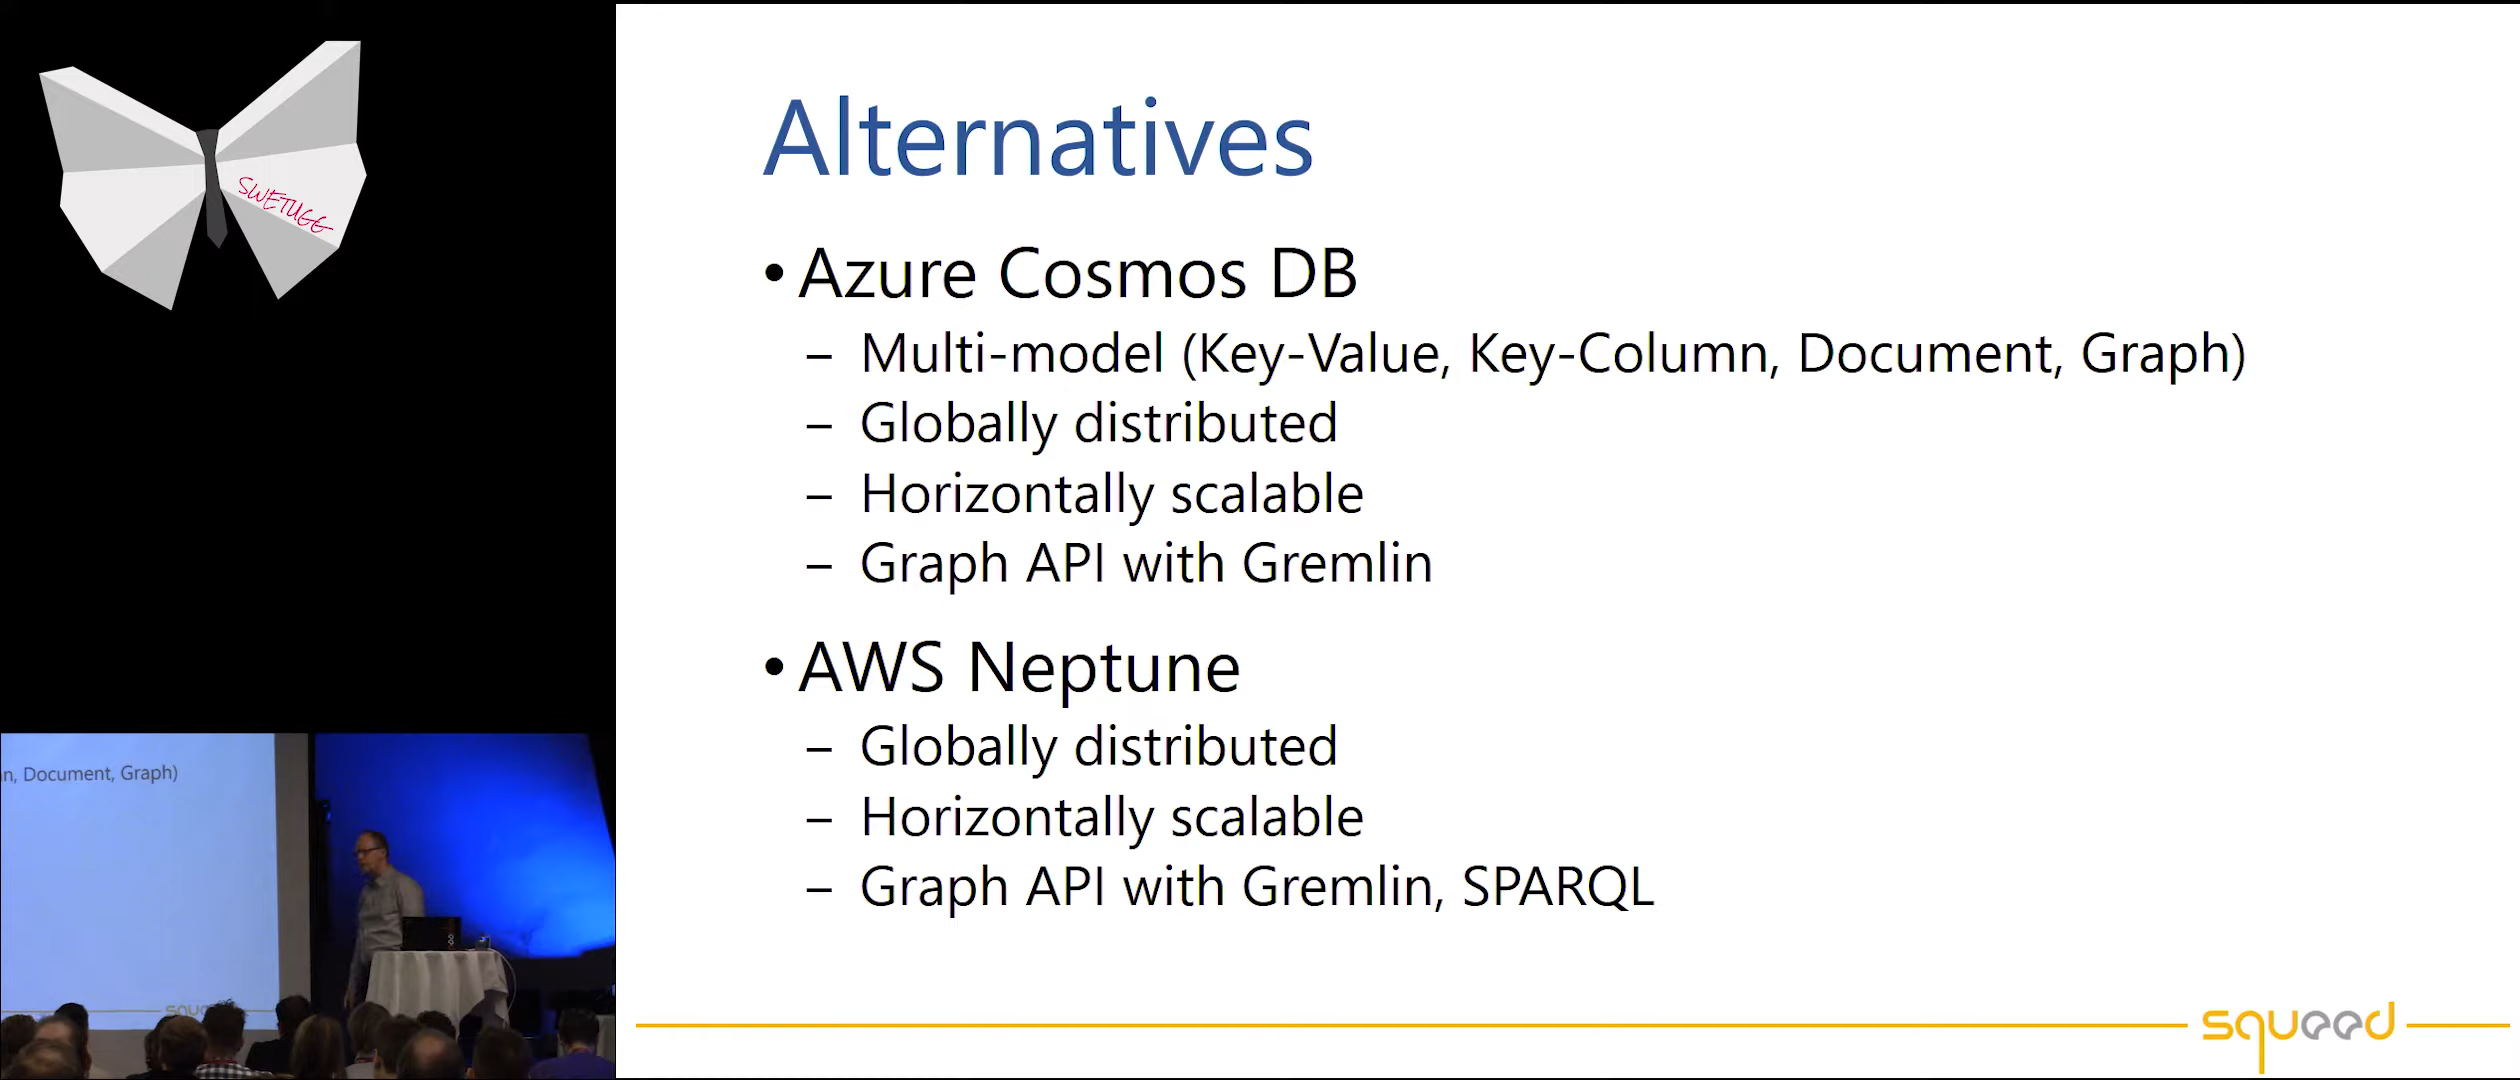 SWETUGG
Alternatives
• Azure Cosmos DB
– Multi-model (Key-Value, Key-Column, Document, Graph)
– Globally distributed
– Horizontally scalable
– Graph API with Gremlin
• AWS Neptune
– Globally distributed
– Horizontally scalable
– Graph API with Gremlin, SPARQL
n, Document, Graph)
squeed